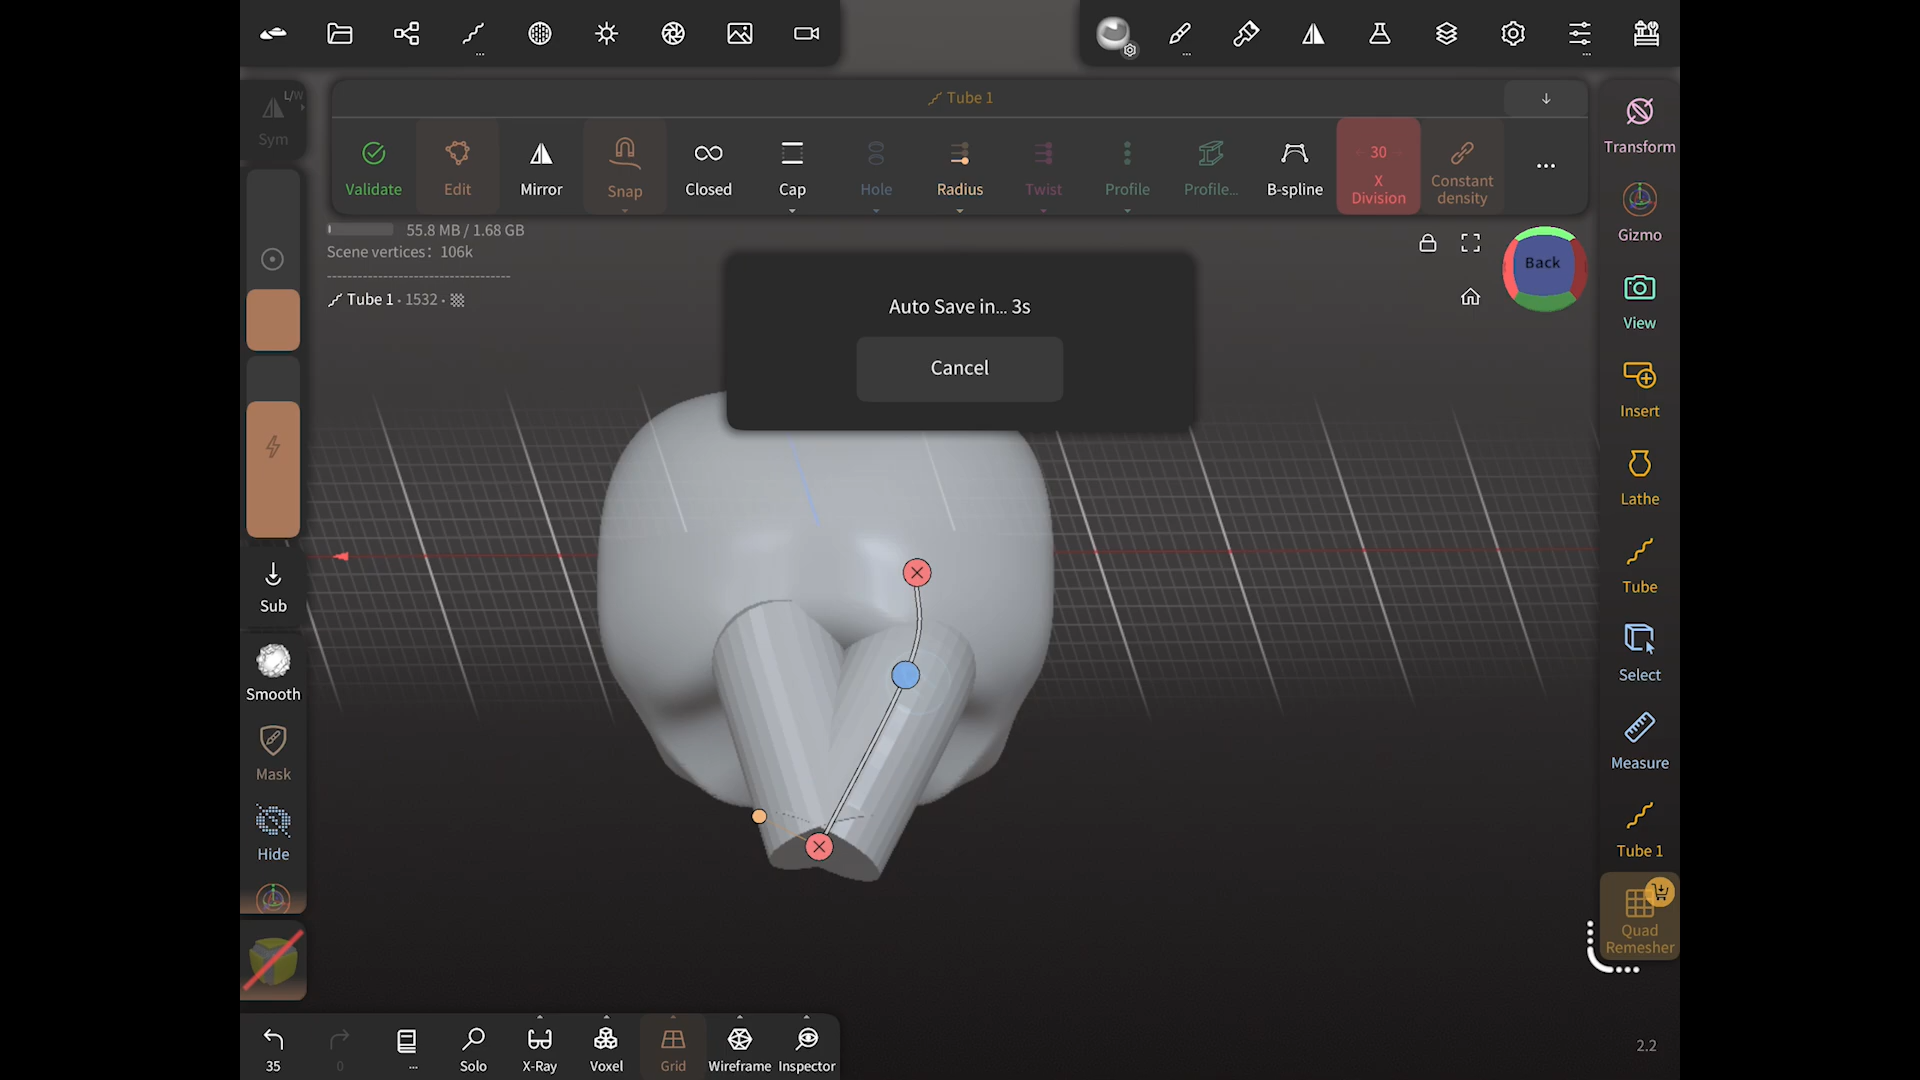 L/W
Sym
Tube 1
Validate
Edit
Mirror
Snap
Closed
Cap
Hole
Radius
Twist
Profile
Profile...
B-spline
30
X
Division
Constant
density
...
55.8 MB / 1.68 GB
Scene vertices: 106k
Tube 1 · 1532 ·
Back
Auto Save in... 3s
Cancel
Transform
Gizmo
View
Insert
Lathe
Tube
Select
Measure
Tube 1
Quad
Remesher
Sub
Smooth
Mask
Hide
35
0
...
Solo
X-Ray
Voxel
Grid
Wireframe
Inspector
2.2